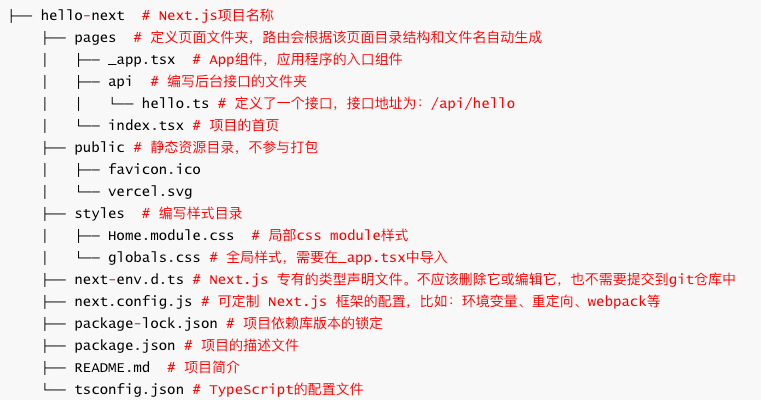 ├── hello-next  # Next.js项目名称
    ├── pages  # 定义页面文件夹，路由会根据该页面目录结构和文件名自动生成
    │   ├── _app.tsx  # App组件，应用程序的入口组件
    │   ├── api  # 编写后台接口的文件夹
    │   │   └── hello.ts # 定义了一个接口，接口地址为：/api/hello
    │   └── index.tsx # 项目的首页
    ├── public # 静态资源目录，不参与打包
    │   ├── favicon.ico
    │   └── vercel.svg
    ├── styles  # 编写样式目录
    │   ├── Home.module.css  # 局部css module样式
    │   └── globals.css # 全局样式，需要在_app.tsx中导入
    ├── next-env.d.ts # Next.js 专有的类型声明文件。不应该删除它或编辑它，也不需要提交到git仓库中
    ├── next.config.js # 可定制 Next.js 框架的配置，比如：环境变量、重定向、webpack等
    ├── package-lock.json # 项目依赖库版本的锁定
    ├── package.json # 项目的描述文件
    ├── README.md  # 项目简介
    └── tsconfig.json # TypeScript的配置文件